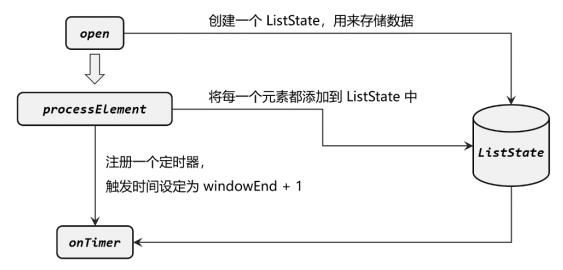 创建一个 ListState，用来存储数据
open
processElement
将每一个元素都添加到 ListState 中
ListState
注册一个定时器，
触发时间设定为 windowEnd + 1
onTimer